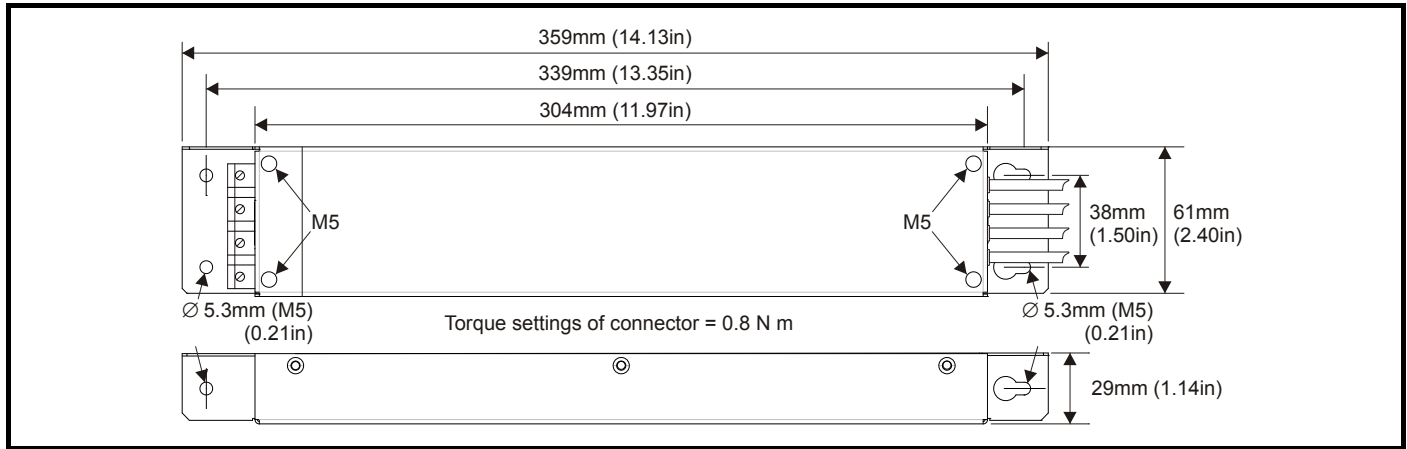 359mm (14.13in)
339mm (13.35in)
304mm (11.97in)
M5
M5
38mm
(1.50in)
61mm
(2.40in)
∅ 5.3mm (M5)
(0.21in)
Torque settings of connector = 0.8 N m
∅ 5.3mm (M5)
(0.21in)
29mm (1.14in)